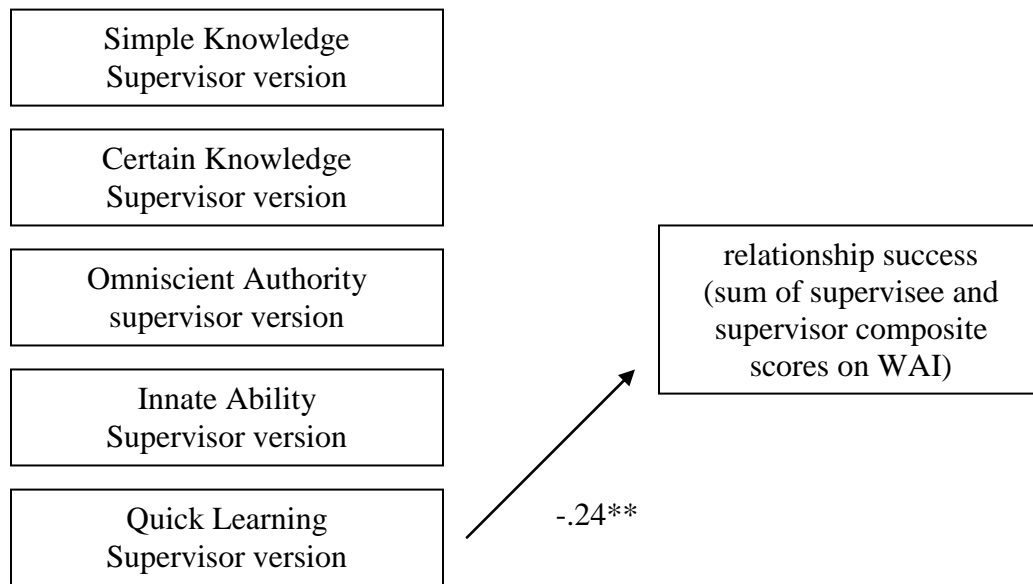 Simple Knowledge
Supervisor version
Certain Knowledge
Supervisor version
Omniscient Authority
supervisor version
Innate Ability
Supervisor version
Quick Learning
Supervisor version
relationship success
(sum of supervisee and
supervisor composite
scores on WAI)
-.24**